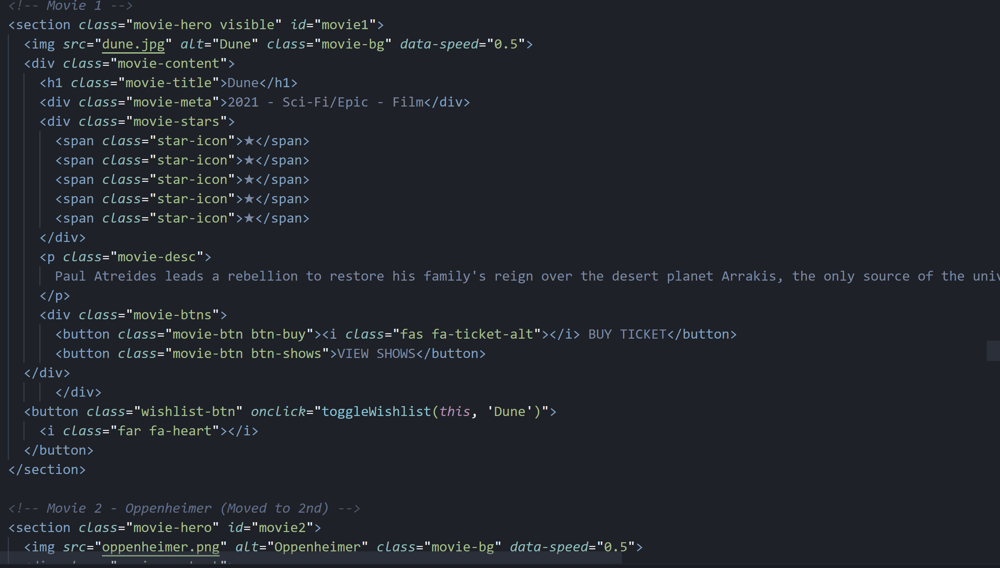 <!-- Movie 1 -->
<section class="movie-hero visible" id="movie1">
<img src="dune.jpg" alt="Dune" class="movie-bg" data-speed="0.5">
<div class="movie-content">
<h1 class="movie-title">Dune</h1>
<div class="movie-meta">2021 - Sci-Fi/Epic - Film</div>
<div class="movie-stars">
<span class="star-icon">★</span>
<span class="star-icon">★</span>
<span class="star-icon">★</span>
<span class="star-icon">★</span>
<span class="star-icon">★</span>
</div>
<p class="movie-desc">
Paul Atreides leads a rebellion to restore his family's reign over the desert planet Arrakis, the only source of the
</p>
<div class="movie-btns">
<button class="movie-btn btn-buy"><i class="fas fa-ticket-alt"></i> BUY TICKET</button>
<button class="movie-btn btn-shows">VIEW SHOWS</button>
</div>
</div>
<button class="wishlist-btn" onclick="toggleWishlist(this, 'Dune')">
<i class="far fa-heart"></i>
</button>
</section>
<!-- Movie 2 - Oppenheimer (Moved to 2nd) -->
<section class="movie-hero" id="movie2">
<img src="oppenheimer.png" alt="Oppenheimer" class="movie-bg" data-speed="0.5">